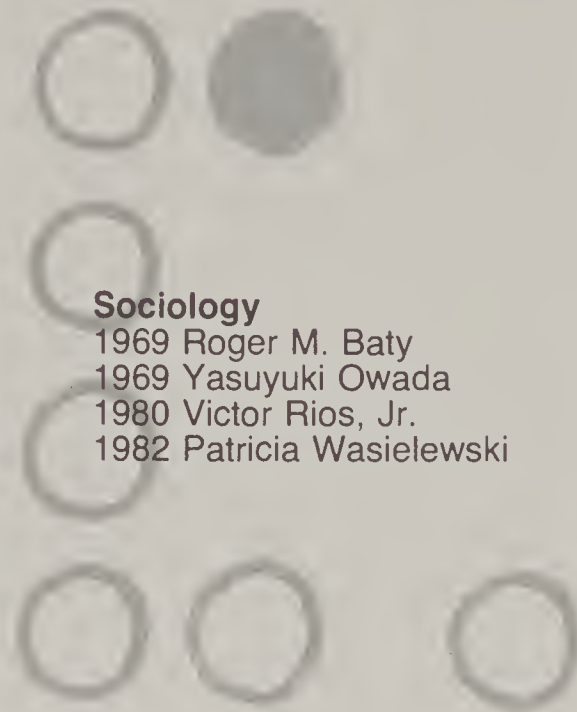 Sociology
1969 Roger M. Baty
1969 Yasuyuki Owada
1980 Victor Rios, Jr.
1982 Patricia Wasielewski